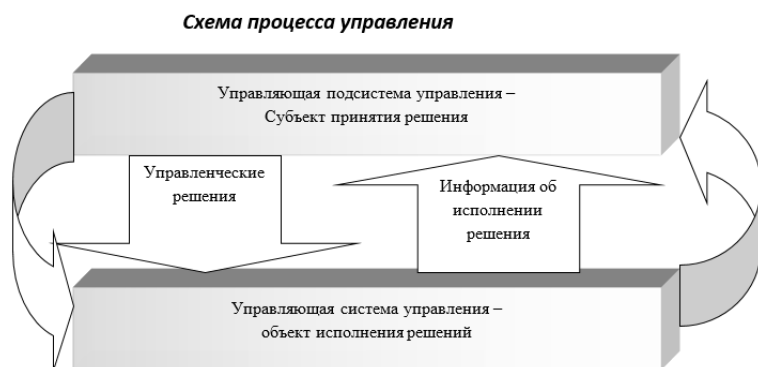 Схема процесса управления
Управляющая подсистема управления –
Субъект принятия решения
Управленческие
решения
Информация об
исполнении
решения
Управляющая система управления –
объект исполнения решений